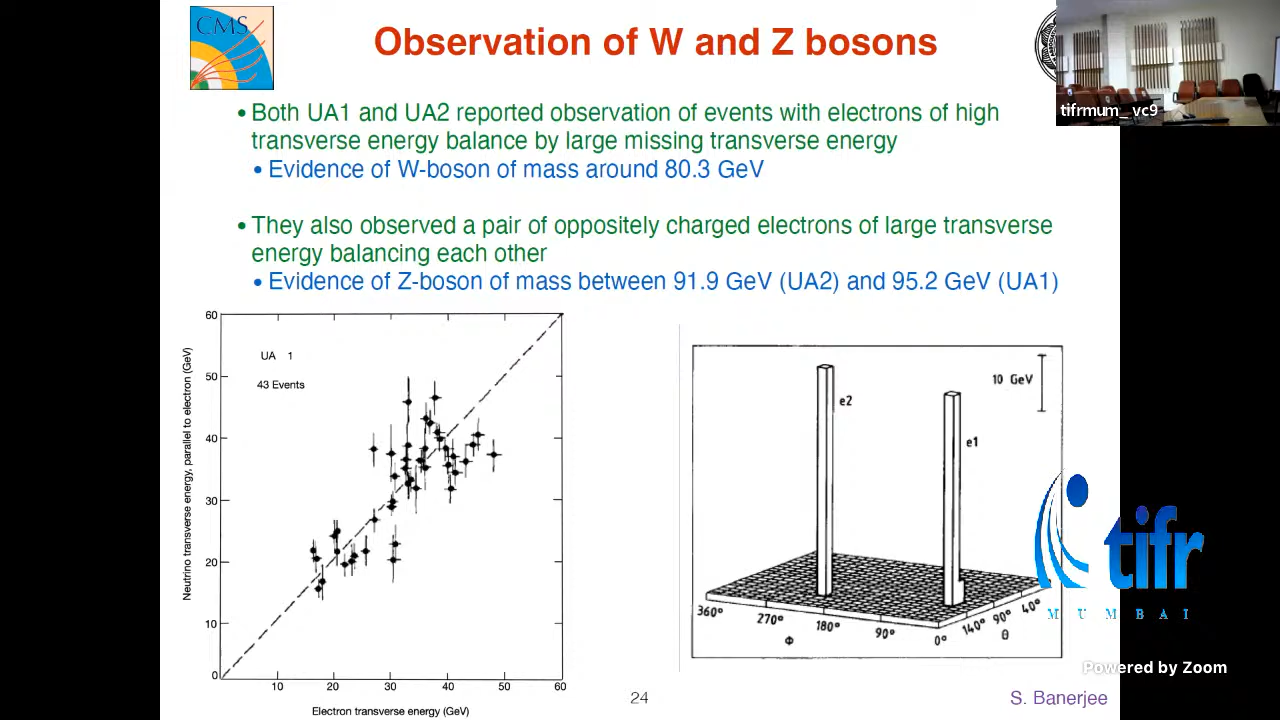 CMS
Observation of W and Z bosons
tifrmum_ vc9
• Both UA1 and UA2 reported observation of events with electrons of high
transverse energy balance by large missing transverse energy
• Evidence of W-boson of mass around 80.3 GeV
• They also observed a pair of oppositely charged electrons of large transverse
energy balancing each other
• Evidence of Z-boson of mass between 91.9 GeV (UA2) and 95.2 GeV (UA1)
Neutrino transverse energy, parallel to electron (GeV)
60
50
40
30
20
10
0
UA 1
43 Events
10 20 30 40 50 60
Electron transverse energy (GeV)
10 GeV
e2
e1
360° 270° 180° 90° 0°
Φ
140° 90° 40°
θ
tifr
MUMBAI
Powered by Zoom
24
S. Banerjee